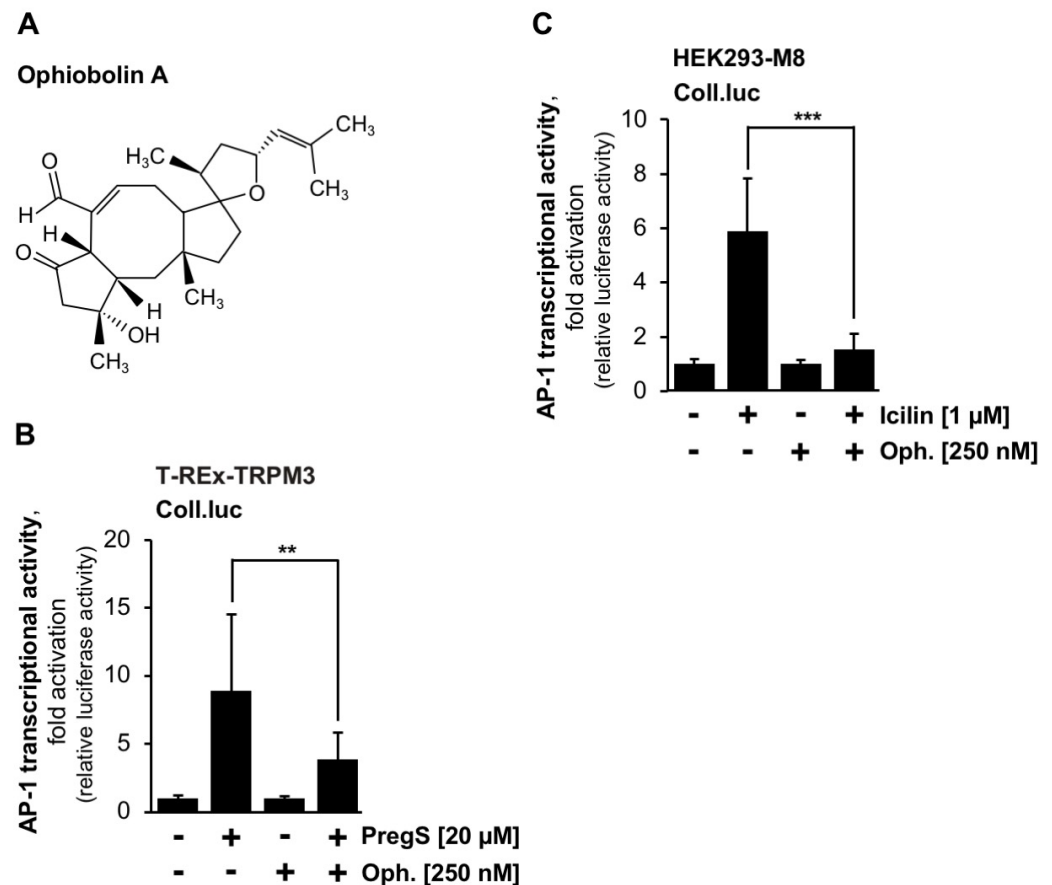 A
Ophiobolin A
O
H
H
O
H
OH
CH₃
CH₃
H₃C
O
CH₃
CH₃
B
T-REx-TRPM3
Coll.luc
AP-1 transcriptional activity,
fold activation
(relative luciferase activity)
20
15
10
5
0
- + - + PregS [20 µM]
- - + + Oph. [250 nM]
**
C
HEK293-M8
Coll.luc
AP-1 transcriptional activity,
fold activation
(relative luciferase activity)
10
8
6
4
2
0
- + - + Icilin [1 µM]
- - + + Oph. [250 nM]
***